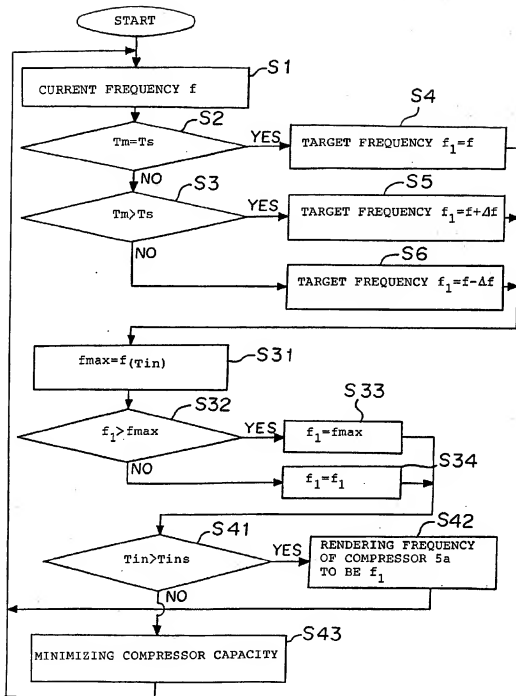 START
S1
CURRENT FREQUENCY f
S2
Tm=Ts
YES
S4
TARGET FREQUENCY f1=f
NO
S3
Tm>Ts
YES
S5
TARGET FREQUENCY f1=f+Δf
NO
S6
TARGET FREQUENCY f1=f-Δf
S31
fmax=f(Tin)
S32
f1>fmax
YES
S33
f1=fmax
NO
S34
f1=f1
S41
Tin>Tins
YES
S42
RENDERING FREQUENCY
OF COMPRESSOR 5a
TO BE f1
NO
S43
MINIMIZING COMPRESSOR CAPACITY